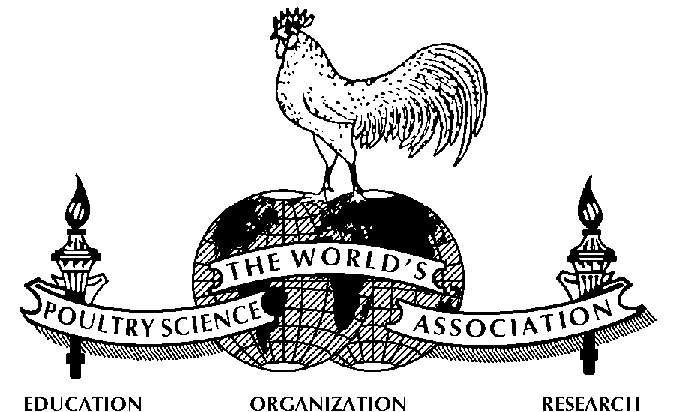 THE WORLD'S
POULTRY SCIENCE ASSOCIATION
EDUCATION ORGANIZATION RESEARCH